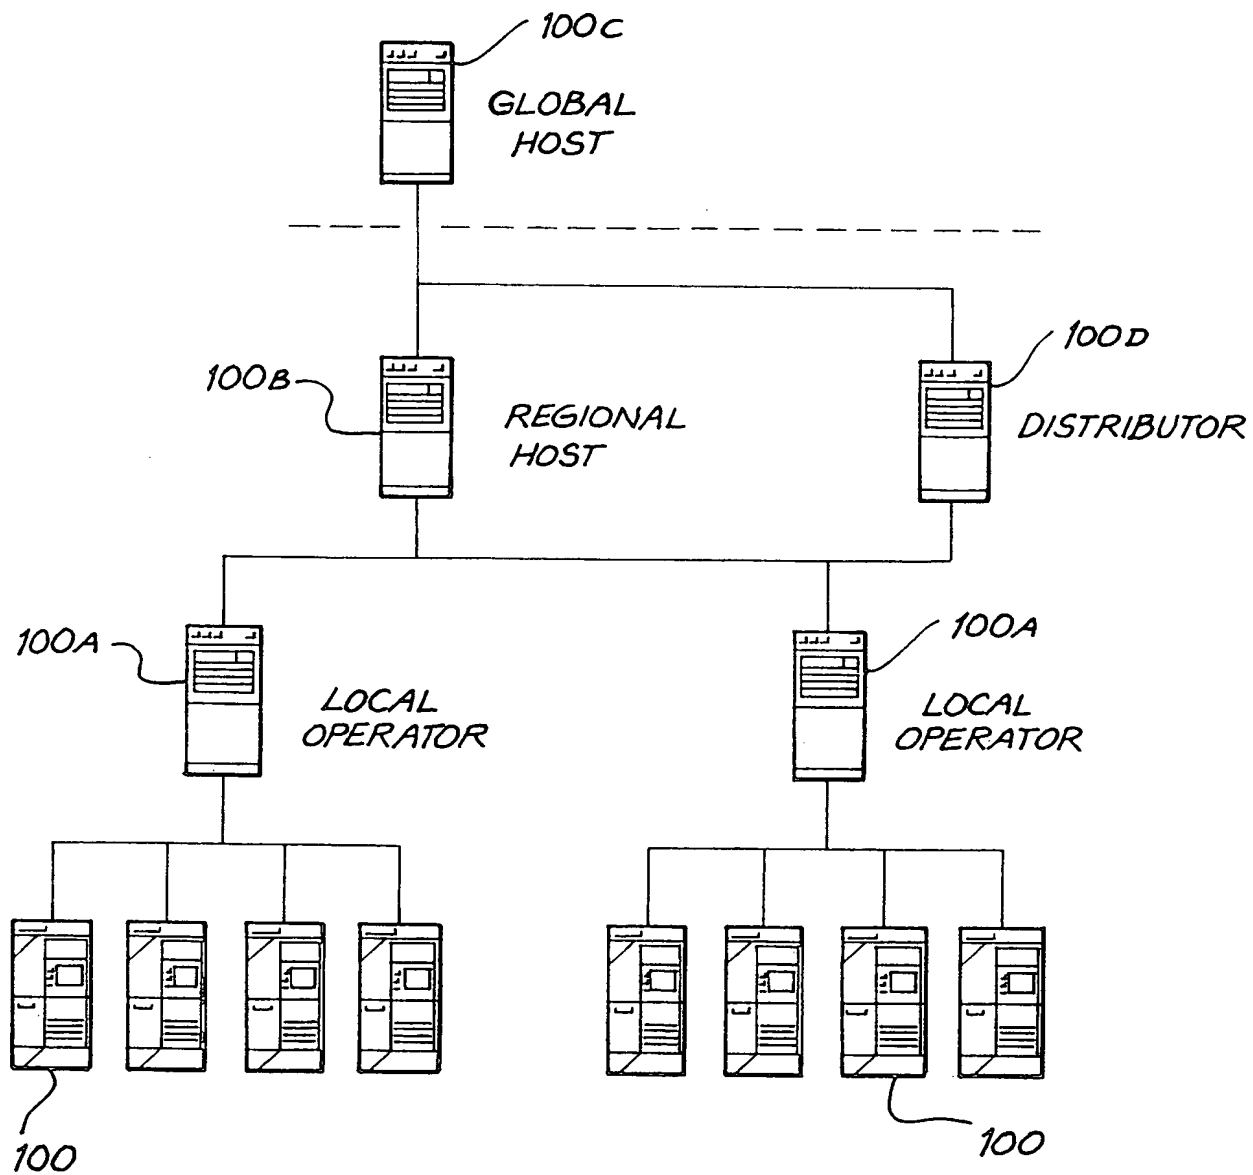 100C
GLOBAL
HOST
100B
REGIONAL
HOST
100D
DISTRIBUTOR
100A
LOCAL
OPERATOR
100A
LOCAL
OPERATOR
100
100